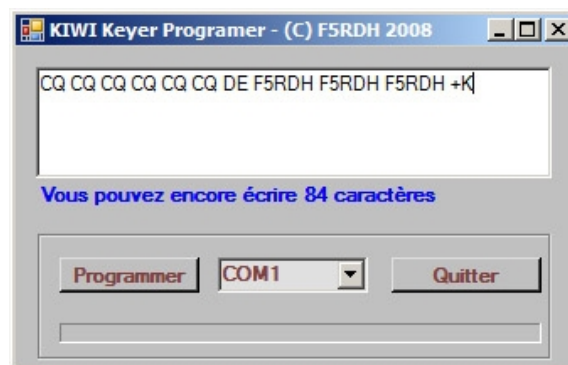 KIWI Keyer Programer - (C) F5RDH 2008
CQ CQ CQ CQ CQ CQ DE F5RDH F5RDH F5RDH +K
Vous pouvez encore écrire 84 caractères
Programmer COM1 Quitter